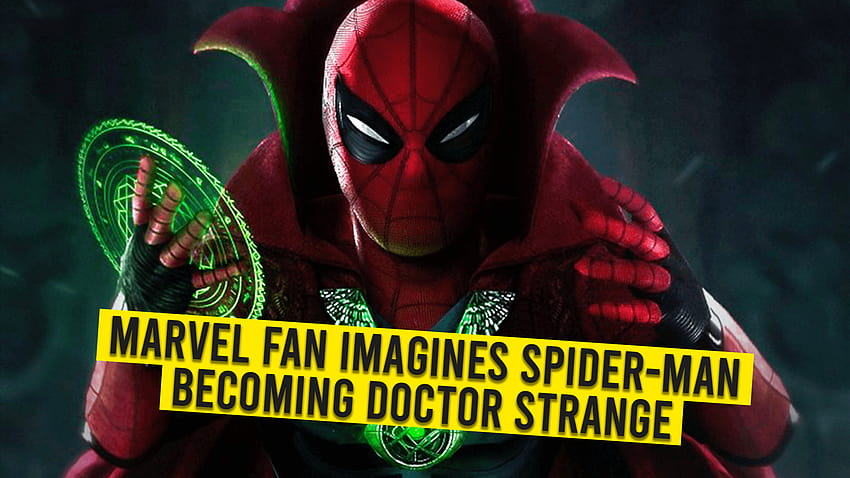 MARVEL FAN IMAGINES SPIDER-MAN
BECOMING DOCTOR STRANGE